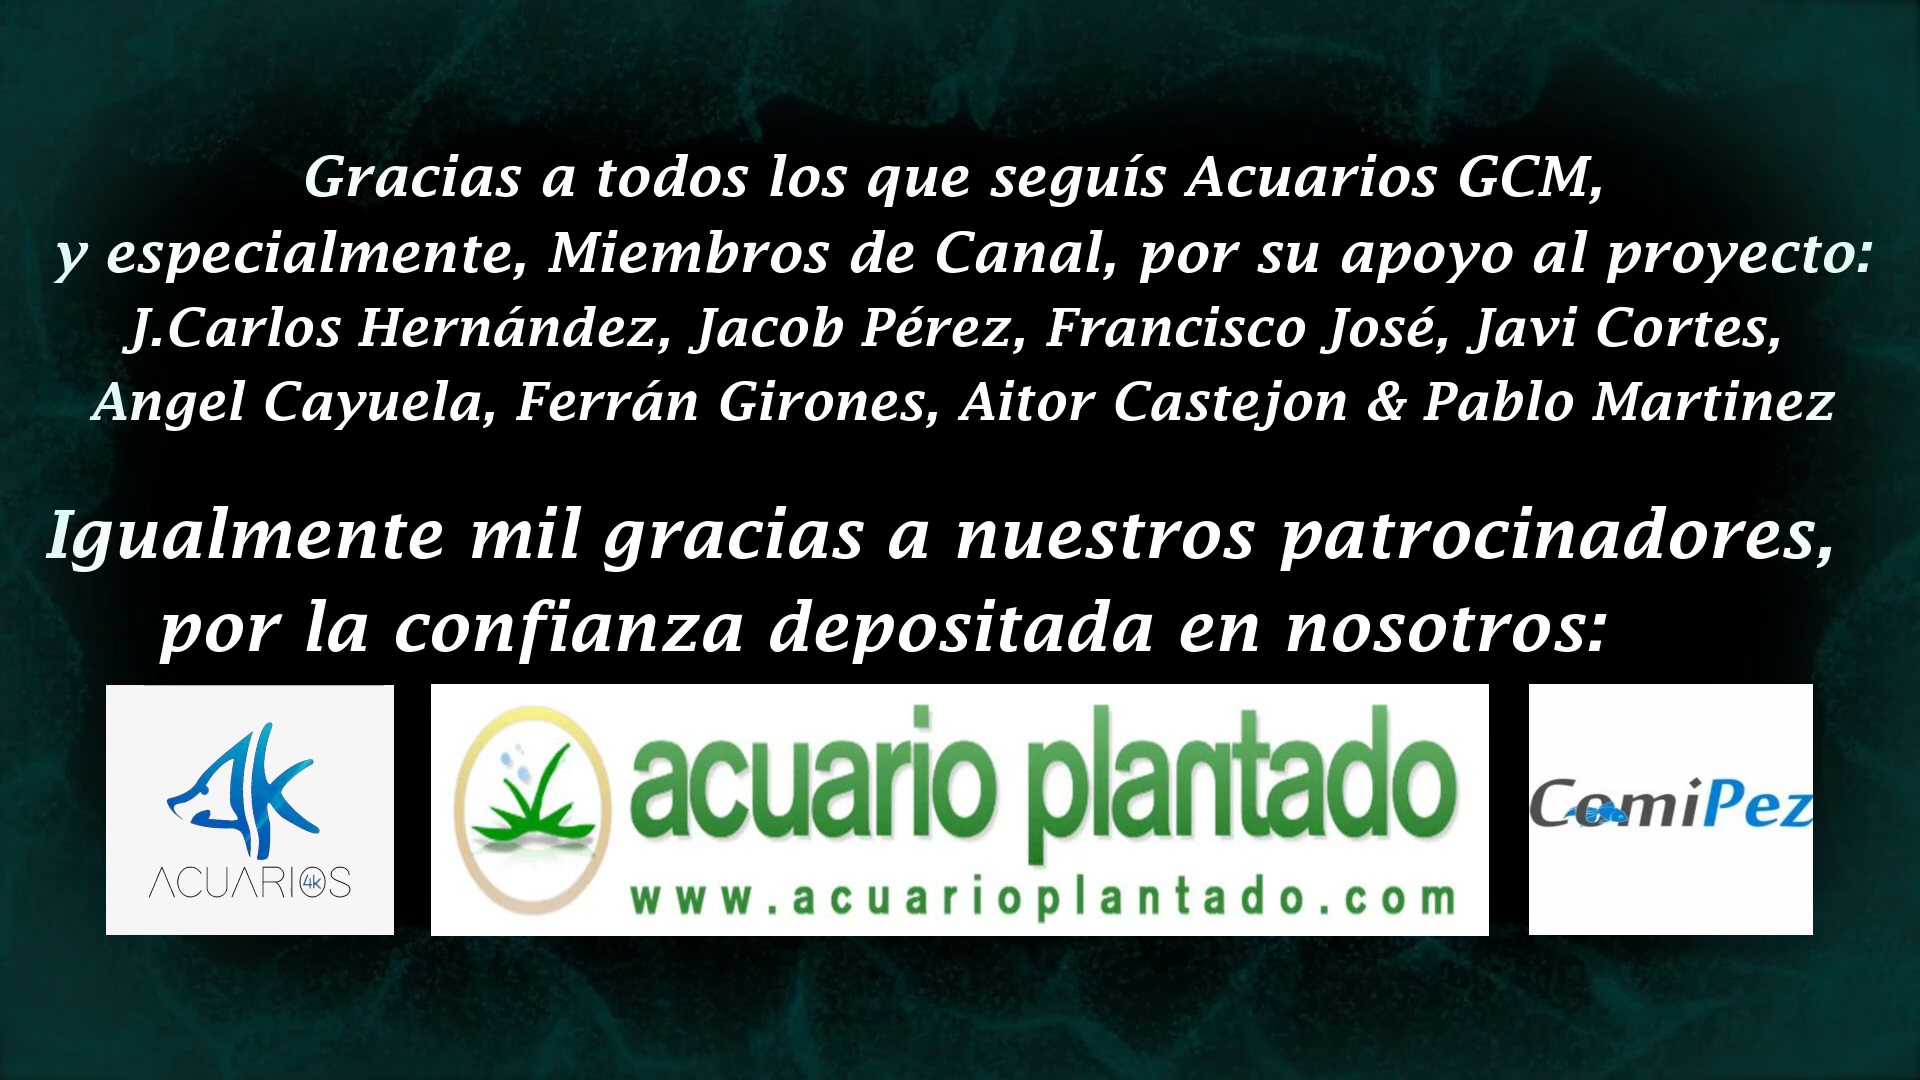 Gracias a todos los que seguís Acuarios GCM,
y especialmente, Miembros de Canal, por su apoyo al proyecto:
J.Carlos Hernández, Jacob Pérez, Francisco José, Javi Cortes,
Angel Cayuela, Ferrán Girones, Aitor Castejon & Pablo Martinez
Igualmente mil gracias a nuestros patrocinadores,
por la confianza depositada en nosotros:
4K
ACUARIOS 4k
acuario plantado
www.acuarioplantado.com
ComiPez